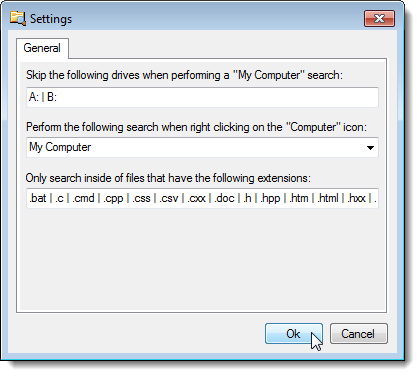 Settings
General
Skip the following drives when performing a "My Computer" search:
A: | B:
Perform the following search when right clicking on the "Computer" icon:
My Computer
Only search inside of files that have the following extensions:
.bat | .c | .cmd | .cpp | .css | .csv | .cxx | .doc | .h | .hpp | .htm | .html | .hxx | .
Ok Cancel